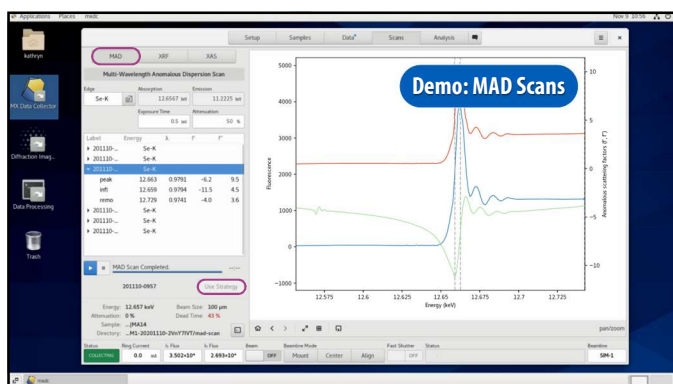 Applications Places mxdc Nov 9 10:56
kathryn
MX Data Collector
Diffraction Imag...
Data Processing
Trash
Setup Samples Data Scans Analysis
MAD XRF XAS
Multi-Wavelength Anomalous Dispersion Scan
Edge Absorption Emission
Se-K 12.6567 keV 11.2225 keV
Exposure Time Attenuation
0.5 sec 50 %
Label Energy λ f' f"
201110-... Se-K
201110-... Se-K
201110-... Se-K
peak 12.663 0.9791 -6.2 9.5
infl 12.659 0.9794 -11.5 4.5
remo 12.729 0.9741 -4.0 3.6
201110-... Se-K
201110-... Se-K
201110-... Se-K
MAD Scan Completed. --:--
201110-0957 Use Strategy
Energy: 12.657 keV Beam Size: 100 μm
Attenuation: 0 % Dead Time: 43 %
Sample: ...JMA14
Directory: ...M1-20201110-2VnY7IVT/mad-scan
Demo: MAD Scans
5000
4000
3000
2000
1000
0
−1000
Fluorescence
12.575 12.6 12.625 12.65 12.675 12.7 12.725
Energy (keV)
10
5
0
−5
−10
Anomalous scattering factors (f', f")
pan/zoom
Status Ring Current I₀ Flux I₁ Flux Beam Beamline Mode Fast Shutter Status Beamline
COLLECTING 0.0 mA 3.502×10⁴ 2.693×10⁴ OFF Mount Center Align OFF SIM-1
mxdc